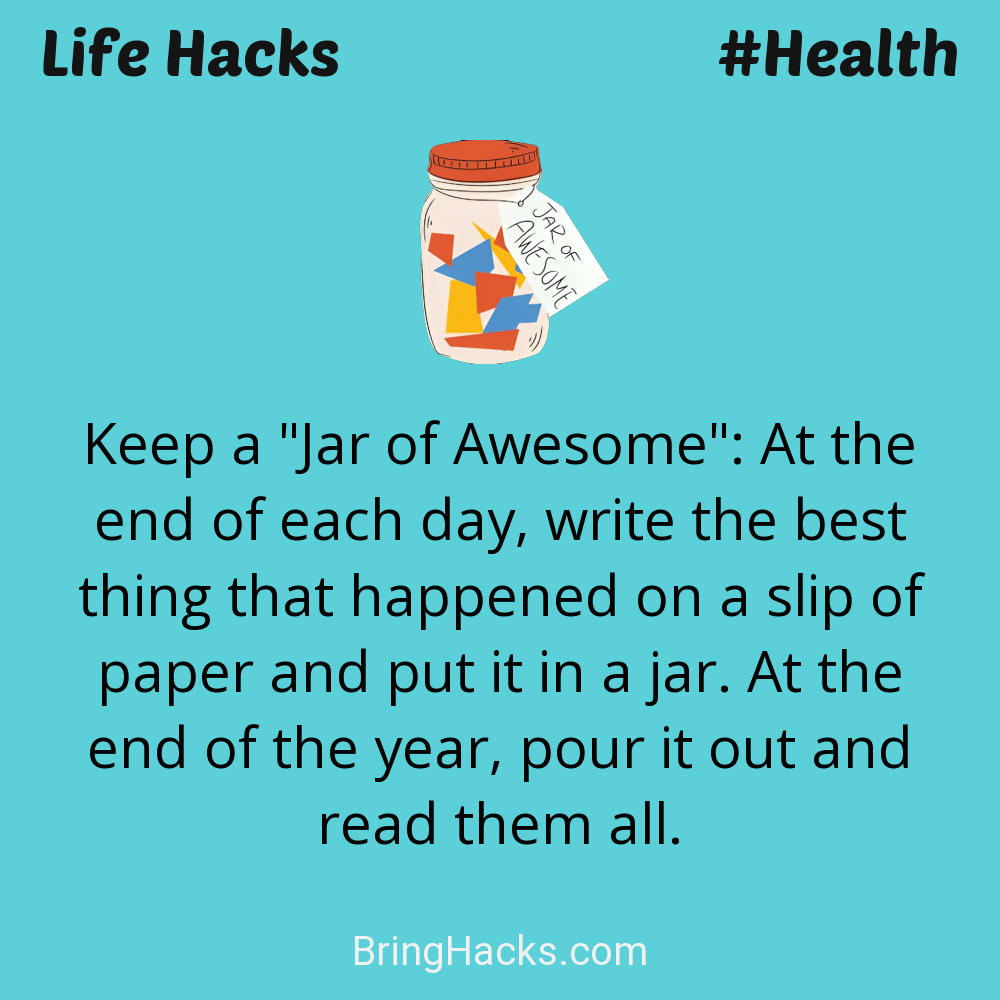 Life Hacks
#Health
JAR OF
AWESOME
Keep a "Jar of Awesome": At the
end of each day, write the best
thing that happened on a slip of
paper and put it in a jar. At the
end of the year, pour it out and
read them all.
BringHacks.com